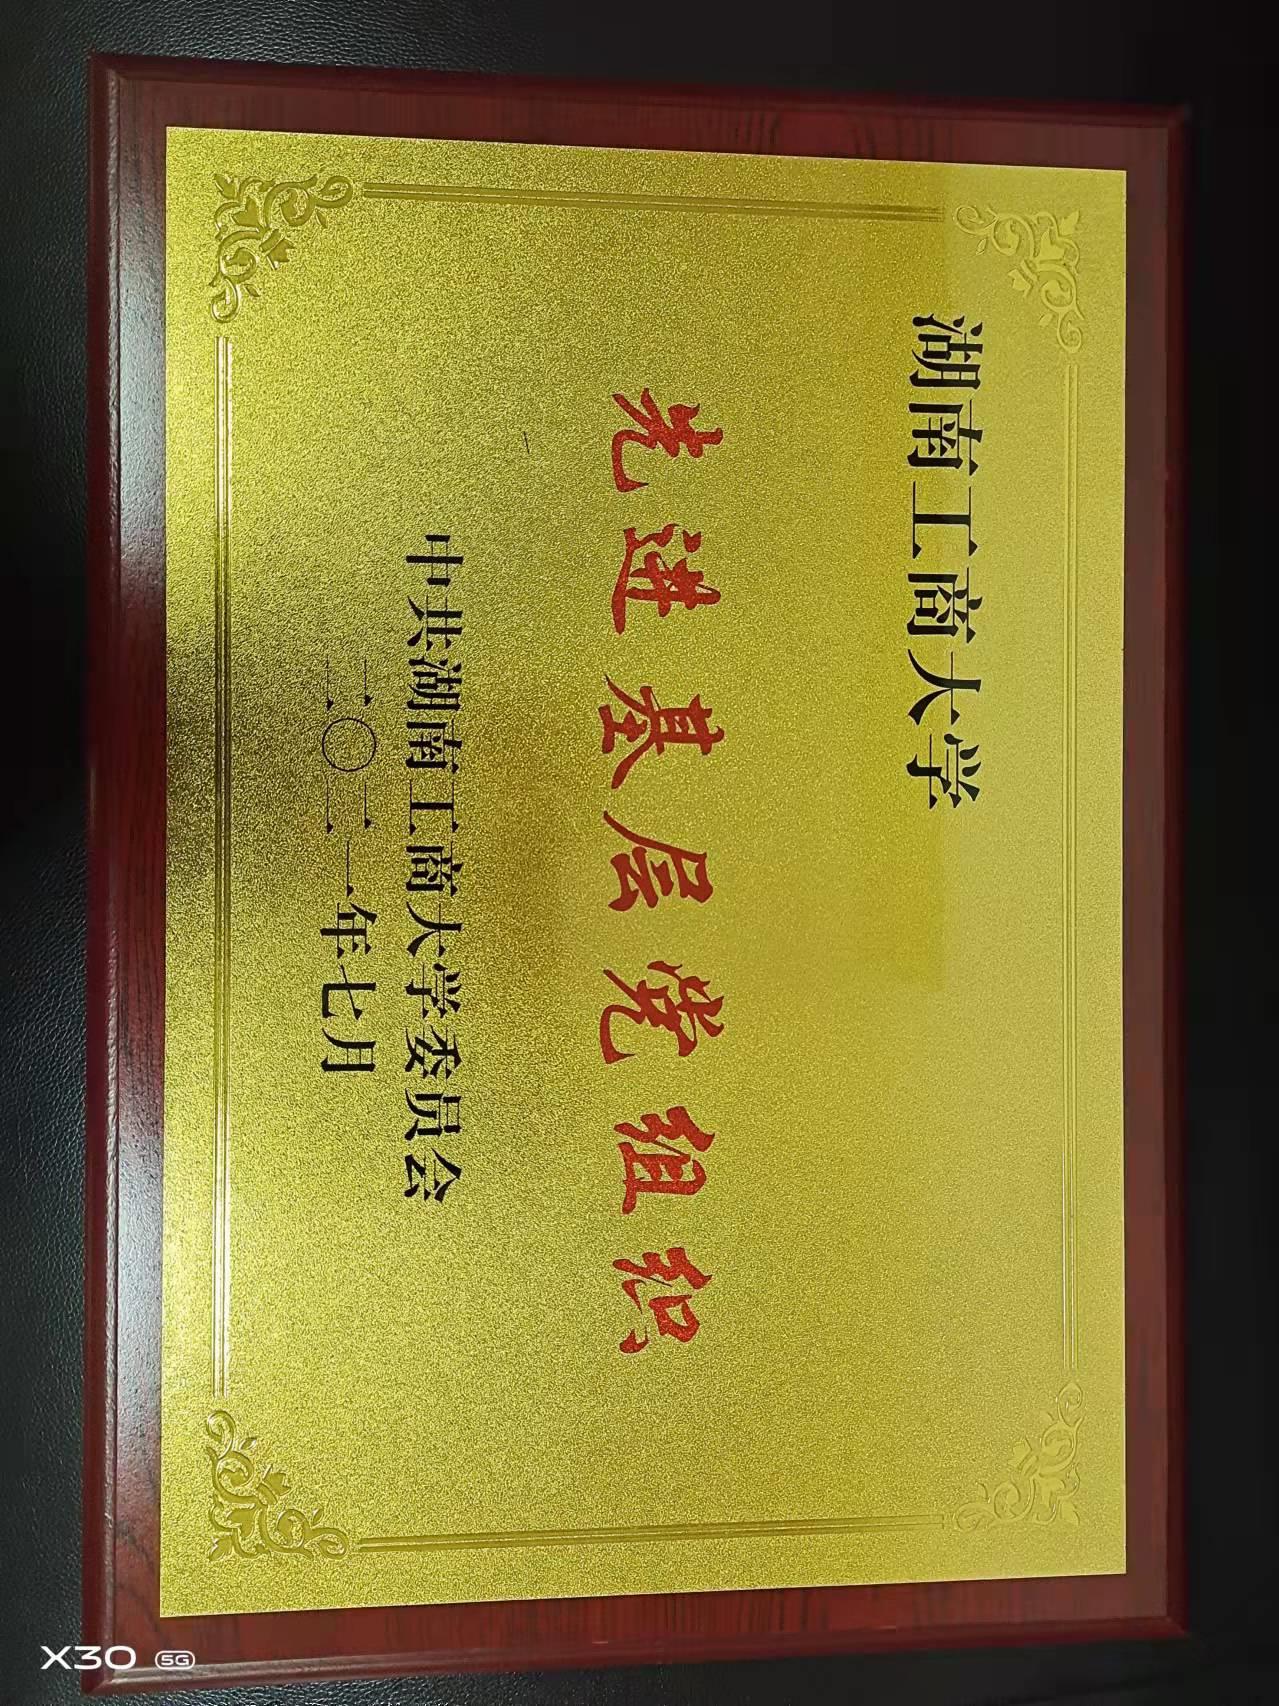 湖南工商大学
先进基层党组织
中共湖南工商大学委员会
二〇二一年七月
X30 5G